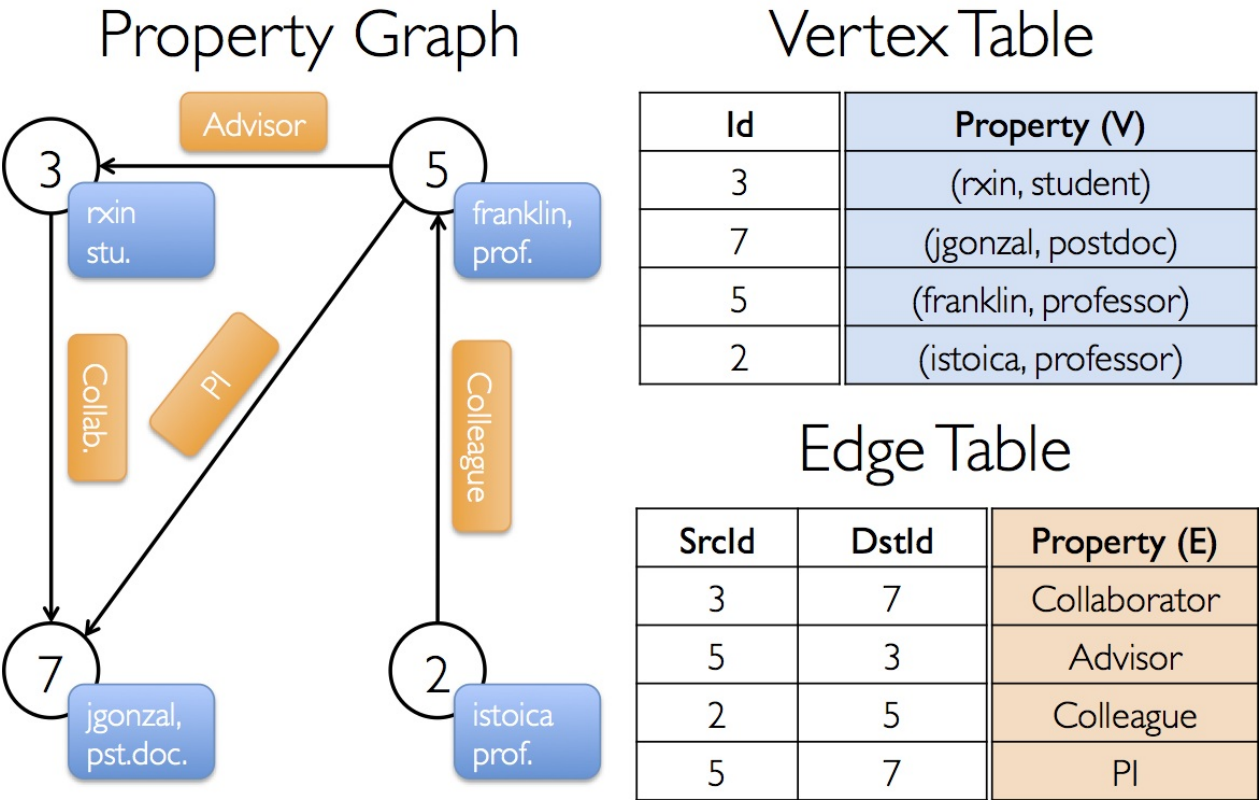 Property Graph
Advisor
3
rxin
stu.
5
franklin,
prof.
Collab.
PI
Colleague
7
jgonzal,
pst.doc.
2
istoica
prof.
Vertex Table
Id Property (V)
3 (rxin, student)
7 (jgonzal, postdoc)
5 (franklin, professor)
2 (istoica, professor)
Edge Table
SrcId DstId Property (E)
3 7 Collaborator
5 3 Advisor
2 5 Colleague
5 7 PI